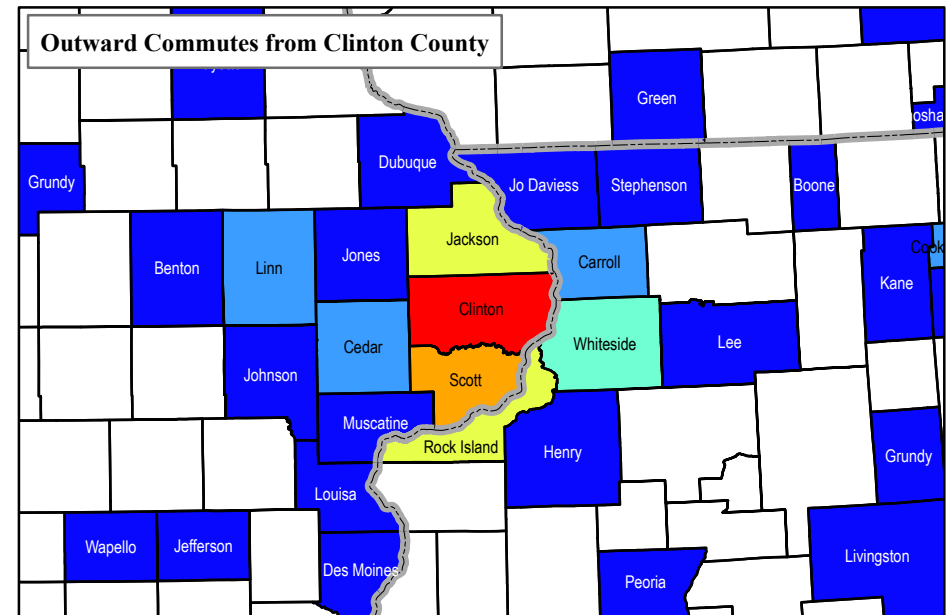 Outward Commutes from Clinton County
Green
Dubuque
Grundy
Jo Daviess
Stephenson
Boone
Jackson
Jones
Benton
Linn
Carroll
Kane
Clinton
Cedar
Whiteside
Lee
Johnson
Scott
Muscatine
Rock Island
Henry
Grundy
Louisa
Wapello
Jefferson
Des Moines
Peoria
Livingston